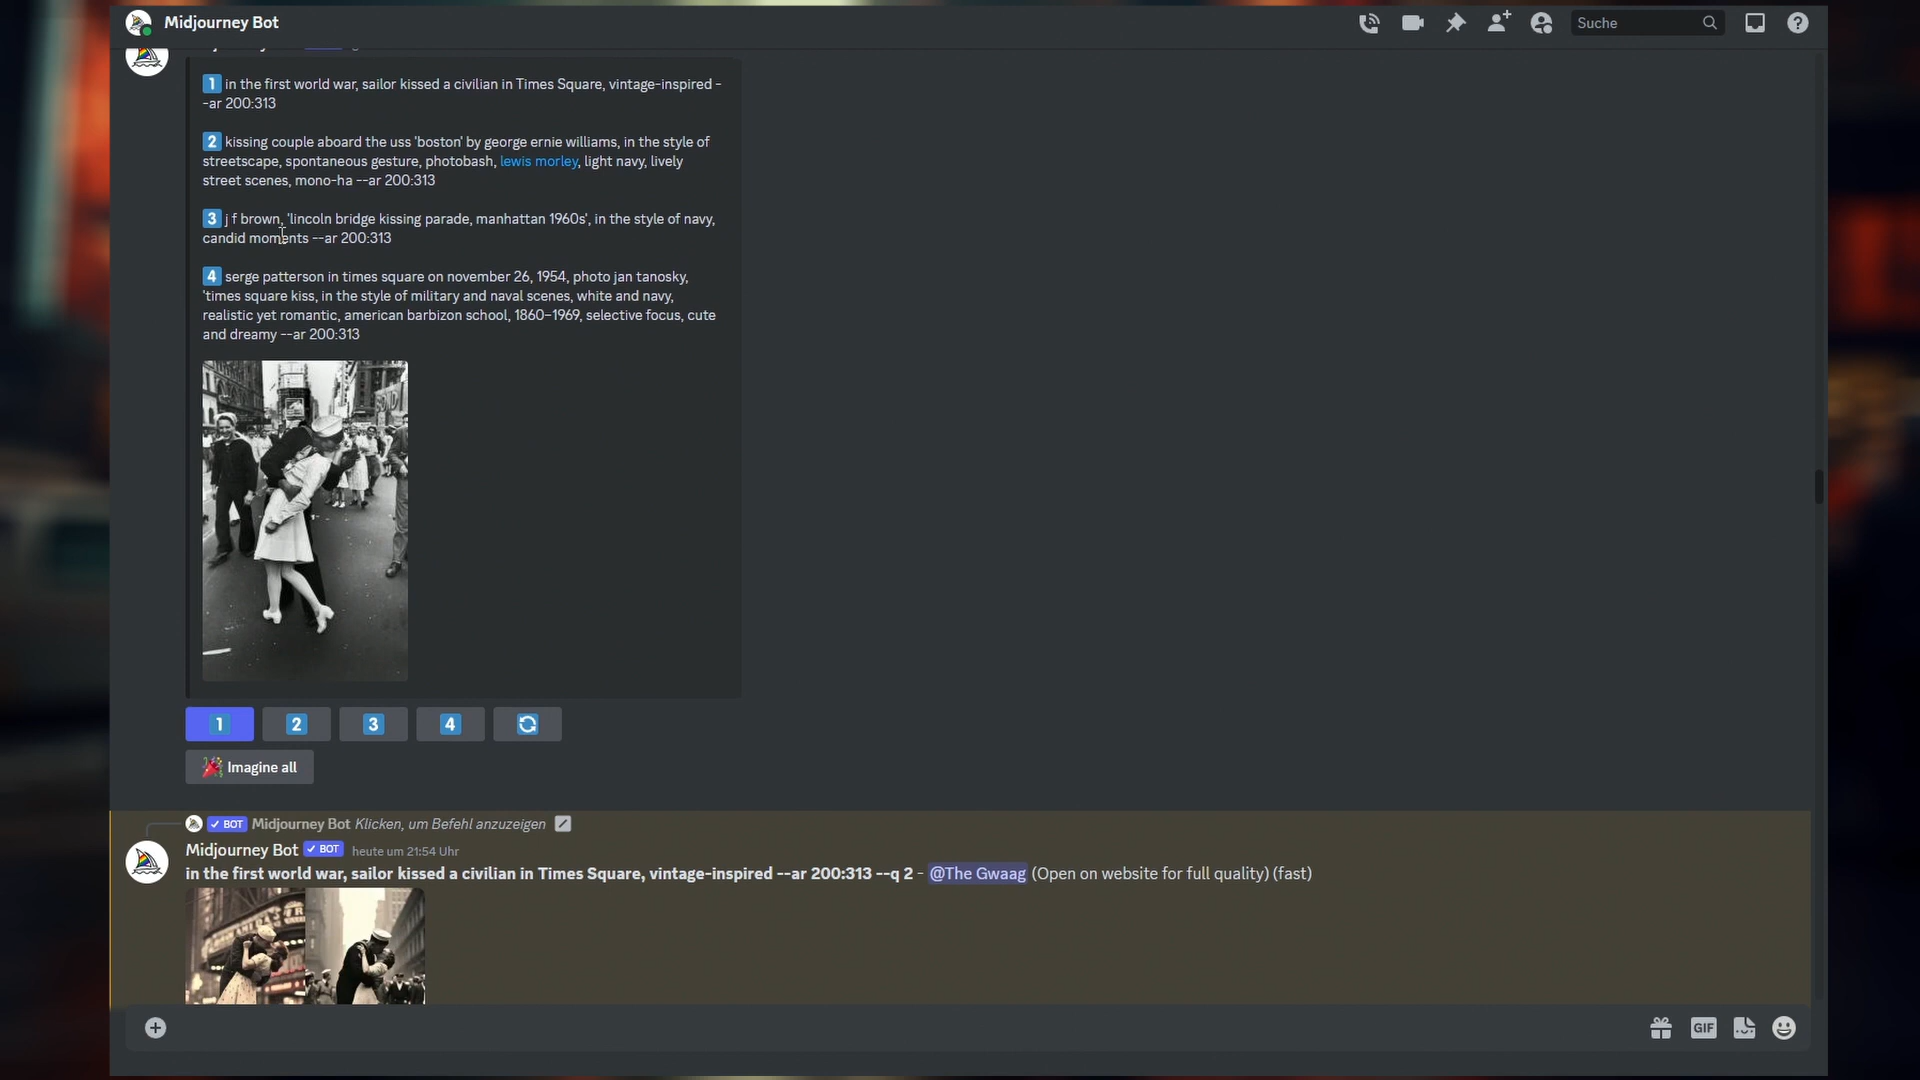 Midjourney Bot
Suche
1 in the first world war, sailor kissed a civilian in Times Square, vintage-inspired -
-ar 200:313
2 kissing couple aboard the uss 'boston' by george ernie williams, in the style of
streetscape, spontaneous gesture, photobash, lewis morley, light navy, lively
street scenes, mono-ha --ar 200:313
3 j f brown, 'lincoln bridge kissing parade, manhattan 1960s', in the style of navy,
candid moments --ar 200:313
4 serge patterson in times square on november 26, 1954, photo jan tanosky,
'times square kiss, in the style of military and naval scenes, white and navy,
realistic yet romantic, american barbizon school, 1860–1969, selective focus, cute
and dreamy --ar 200:313
1 2 3 4
Imagine all
✓ BOT Midjourney Bot Klicken, um Befehl anzuzeigen
Midjourney Bot ✓ BOT heute um 21:54 Uhr
in the first world war, sailor kissed a civilian in Times Square, vintage-inspired --ar 200:313 --q 2 - @The Gwaag (Open on website for full quality) (fast)
GIF